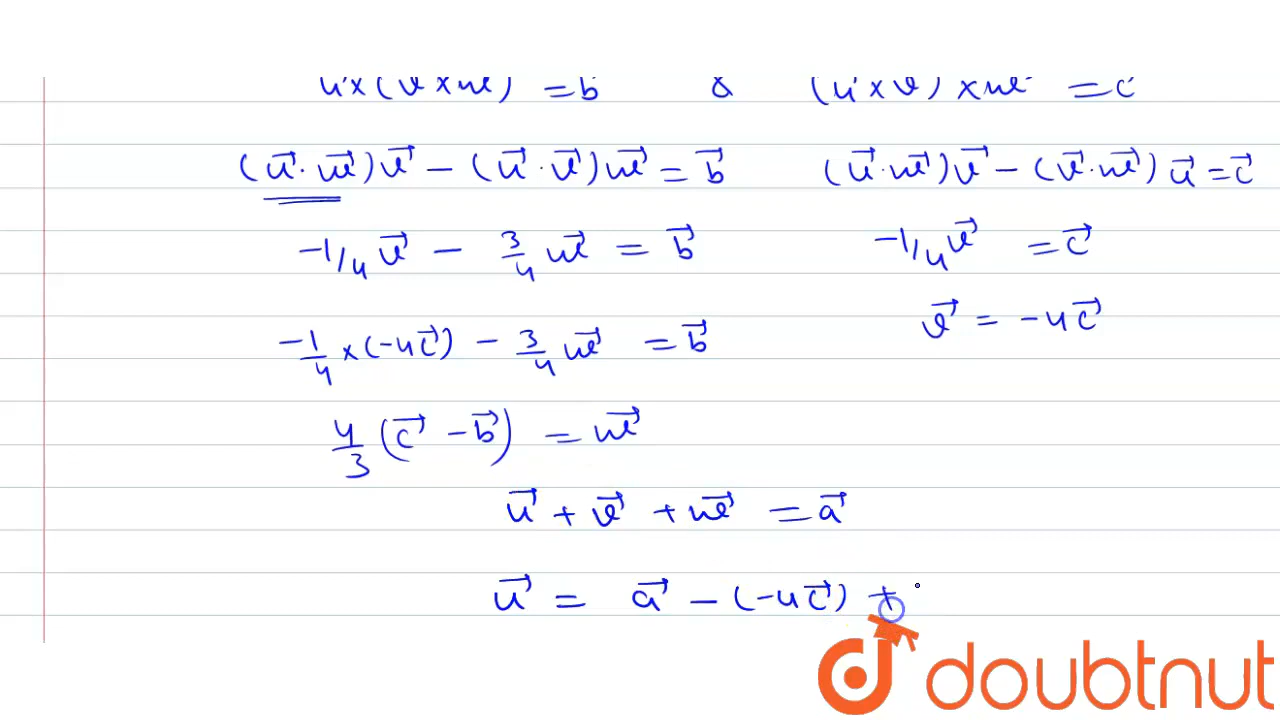 u⃗ × (v⃗ × w⃗) = b⃗ & (u⃗ × v⃗) × w⃗ = c⃗
(u⃗ · w⃗) v⃗ − (u⃗ · v⃗) w⃗ = b⃗ (u⃗ · w⃗) v⃗ − (v⃗ · w⃗) u⃗ = c⃗
−1/4 v⃗ − 3/4 w⃗ = b⃗ −1/4 v⃗ = c⃗
v⃗ = −4c⃗
−1/4 × (−4c⃗) − 3/4 w⃗ = b⃗
4/3 (c⃗ − b⃗) = w⃗
u⃗ + v⃗ + w⃗ = a⃗
u⃗ = a⃗ − (−4c⃗) +
doubtnut